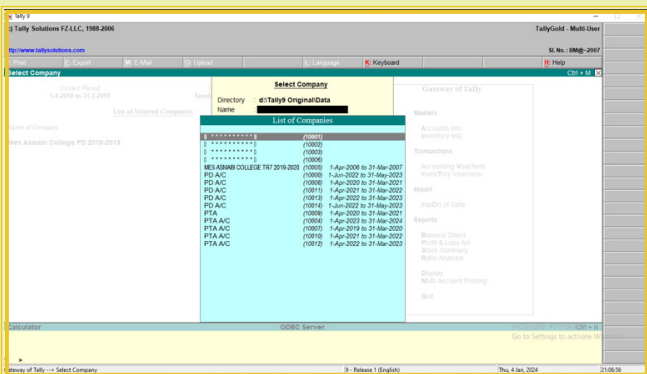 Tally 9
(c) Tally Solutions FZ-LLC, 1988-2006
TallyGold - Multi-User
http://www.tallysolutions.com
Sl. No. : IIM@~2007
P: Print E: Export M: E-Mail O: Upload L: Language K: Keyboard H: Help
Select Company
Ctrl + M
Current Period
1-4-2018 to 31-3-2019
List of Selected Companies
Name of Company
Mes Asmabi College PD 2018-2019
Select Company
Directory : d:\Tally9 Original\Data
Name
List of Companies
|| * * * * * * * * * * || (10001)
|| * * * * * * * * * * || (10002)
|| * * * * * * * * * * || (10003)
|| * * * * * * * * * * || (10006)
MES ASNABI COLLEGE TR7 2019-2020 (10005) 1-Apr-2006 to 31-Mar-2007
PD A/C (10000) 1-Jun-2022 to 31-May-2023
PD A/C (10008) 1-Apr-2020 to 31-Mar-2021
PD A/C (10011) 1-Apr-2021 to 31-Mar-2022
PD A/C (10013) 1-Apr-2022 to 31-Mar-2023
PD A/C (10014) 1-Jun-2022 to 31-May-2023
PTA (10009) 1-Apr-2020 to 31-Mar-2021
PTA A/C (10004) 1-Apr-2023 to 31-Mar-2024
PTA A/C (10007) 1-Apr-2019 to 31-Mar-2020
PTA A/C (10010) 1-Apr-2021 to 31-Mar-2022
PTA A/C (10012) 1-Apr-2022 to 31-Mar-2023
Gateway of Tally
Masters
Accounts Info.
Inventory Info.
Transactions
Accounting Vouchers
Inventory Vouchers
Import
Import of Data
Reports
Balance Sheet
Profit & Loss A/c
Stock Summary
Ratio Analysis
Display
Multi Account Printing
Quit
Calculator
ODBC Server
Ctrl + N
Activate Windows
Go to Settings to activate
>
Gateway of Tally --> Select Company
9 - Release 1 (English)
Thu, 4 Jan, 2024
21:06:56